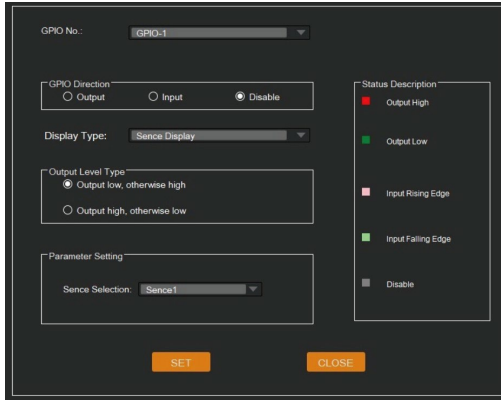 GPIO No.: GPIO-1
GPIO Direction
Output Input Disable
Display Type: Sence Display
Output Level Type
Output low, otherwise high
Output high, otherwise low
Parameter Setting
Sence Selection: Sence1
Status Description
Output High
Output Low
Input Rising Edge
Input Falling Edge
Disable
SET CLOSE